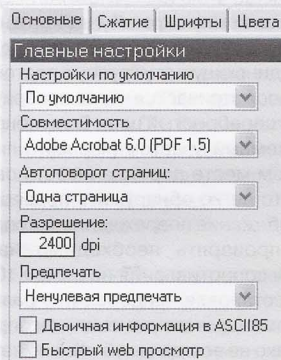 Основные Сжатие Шрифты Цвета
Главные настройки
Настройки по умолчанию
По умолчанию
Совместимость
Adobe Acrobat 6.0 (PDF 1.5)
Автоповорот страниц:
Одна страница
Разрешение:
2400 dpi
Предпечать
Ненулевая предпечать
Двоичная информация в ASCII85
Быстрый web просмотр